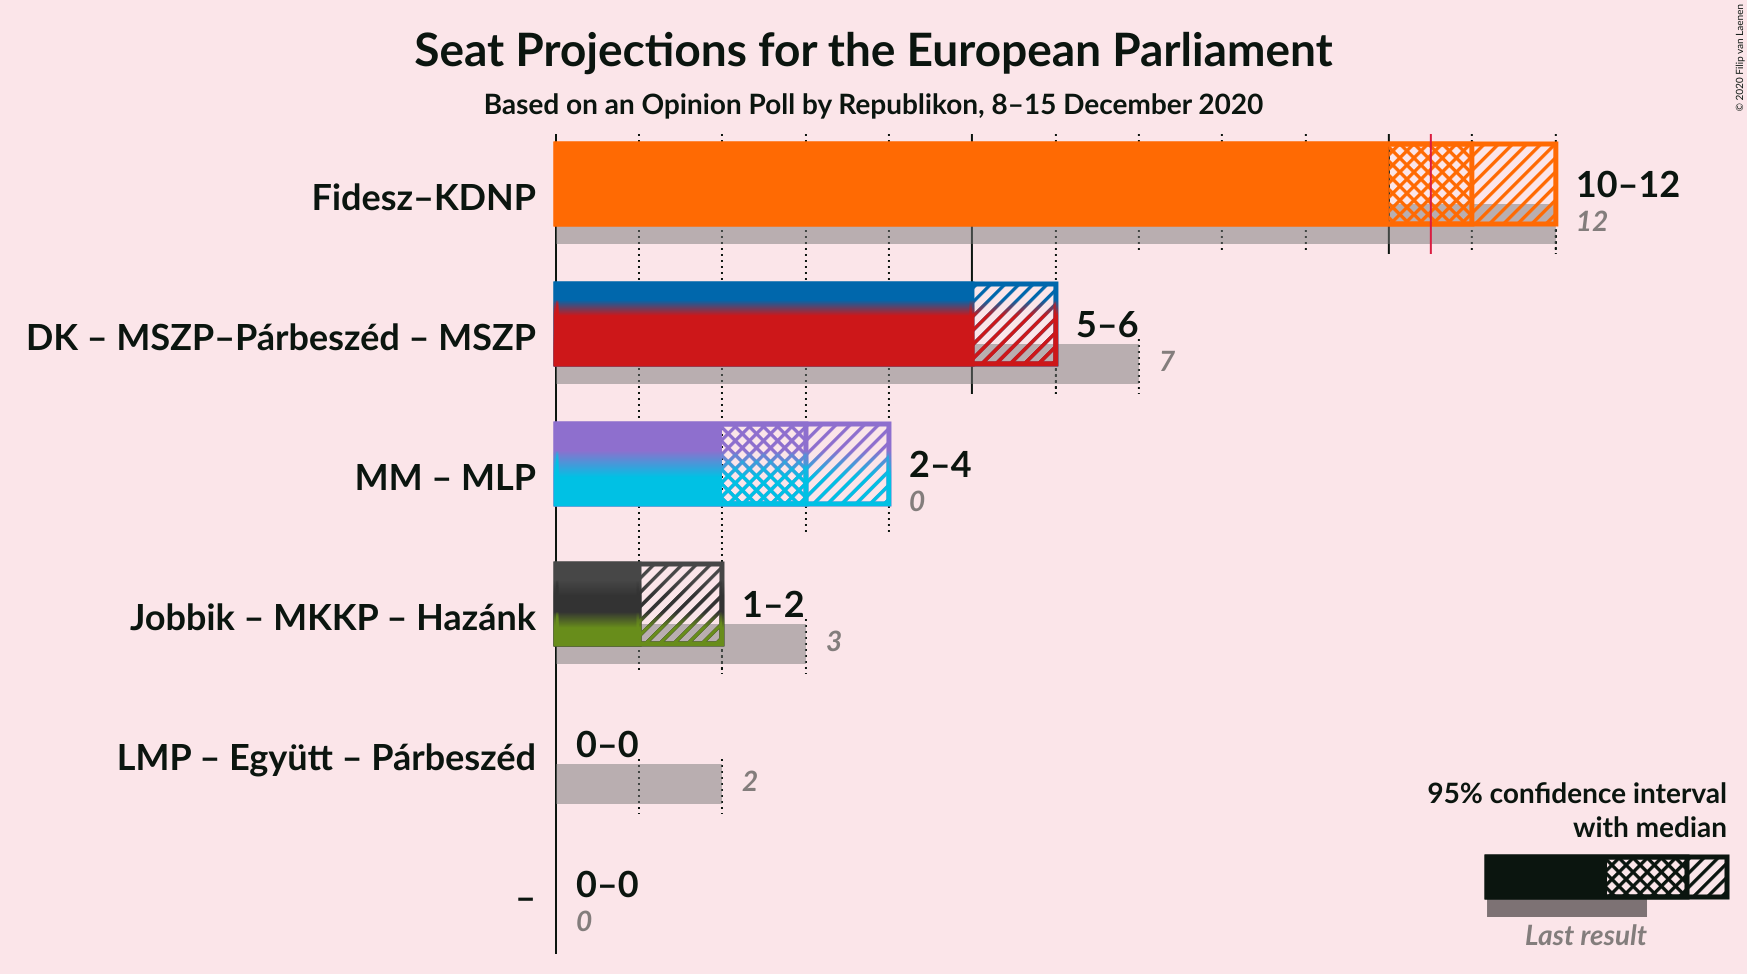 Seat Projections for the European Parliament
Based on an Opinion Poll by Republikon, 8–15 December 2020
© 2020 Filip van Laenen
Fidesz–KDNP
10–12
12
DK – MSZP–Párbeszéd – MSZP
5–6
7
MM – MLP
2–4
0
Jobbik – MKKP – Hazánk
1–2
3
LMP – Együtt – Párbeszéd
0–0
2
–
0–0
0
95% confidence interval
with median
Last result